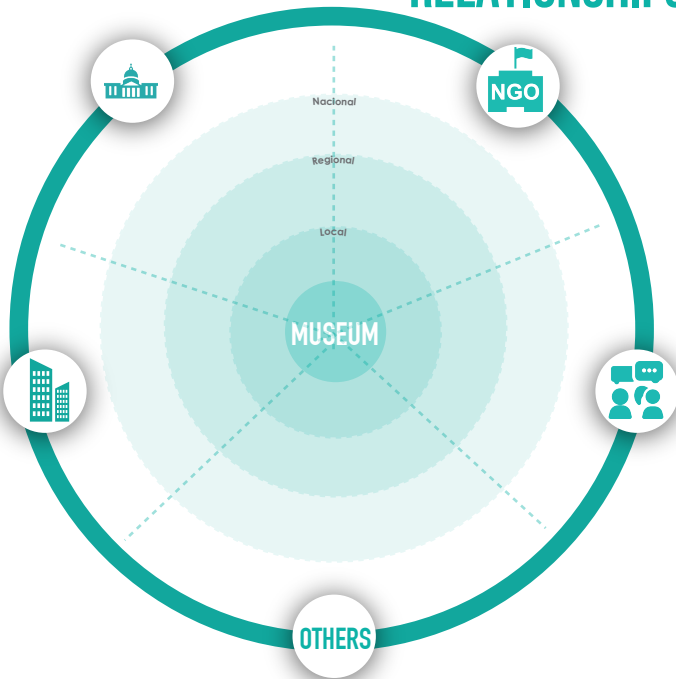 RELATIONSHIPS
NGO
Nacional
Regional
Local
MUSEUM
OTHERS